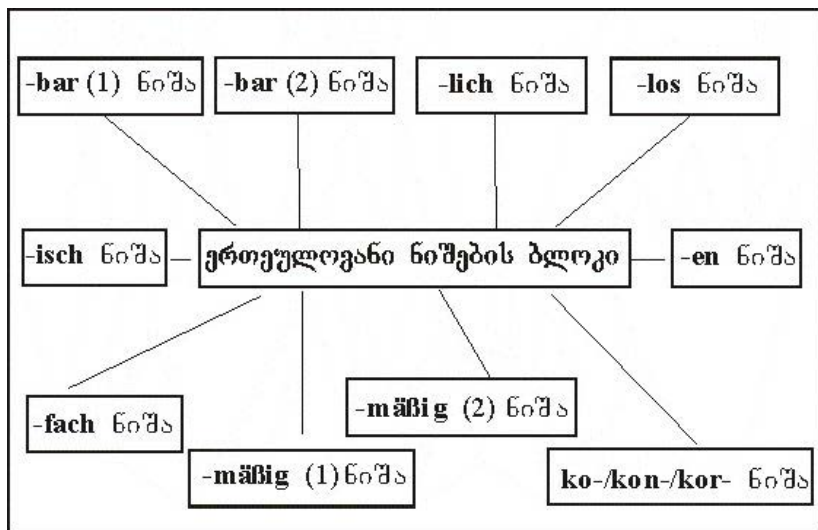 -bar (1) ნიშა
-bar (2) ნიშა
-lich ნიშა
-los ნიშა
-isch ნიშა
ერთეულოვანი ნიშების ბლოკი
-en ნიშა
-fach ნიშა
-mäßig (1) ნიშა
-mäßig (2) ნიშა
ko-/kon-/kor- ნიშა